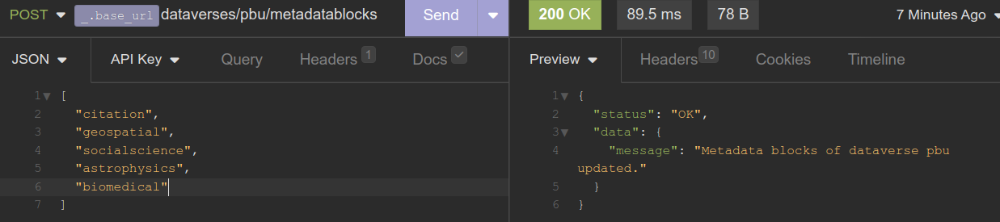 POST _.base_url dataverses/pbu/metadatablocks Send 200 OK 89.5 ms 78 B 7 Minutes Ago
JSON API Key Query Headers 1 Docs Preview Headers 10 Cookies Timeline
1 [
2 "citation",
3 "geospatial",
4 "socialscience",
5 "astrophysics",
6 "biomedical"
7 ]
1 {
2 "status": "OK",
3 "data": {
4 "message": "Metadata blocks of dataverse pbu
updated."
5 }
6 }